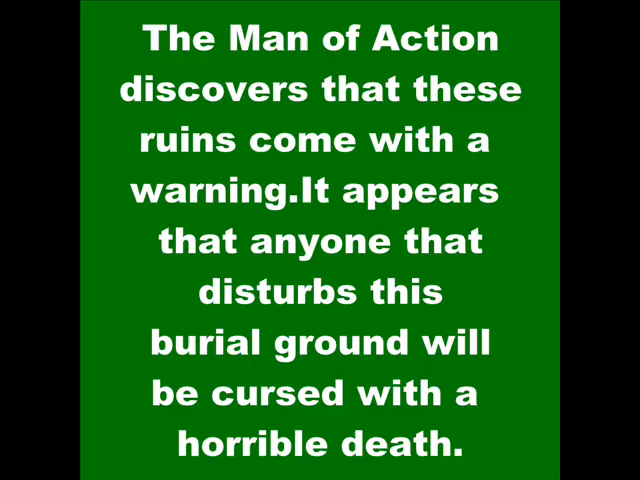 The Man of Action
discovers that these
ruins come with a
warning.It appears
that anyone that
disturbs this
burial ground will
be cursed with a
horrible death.